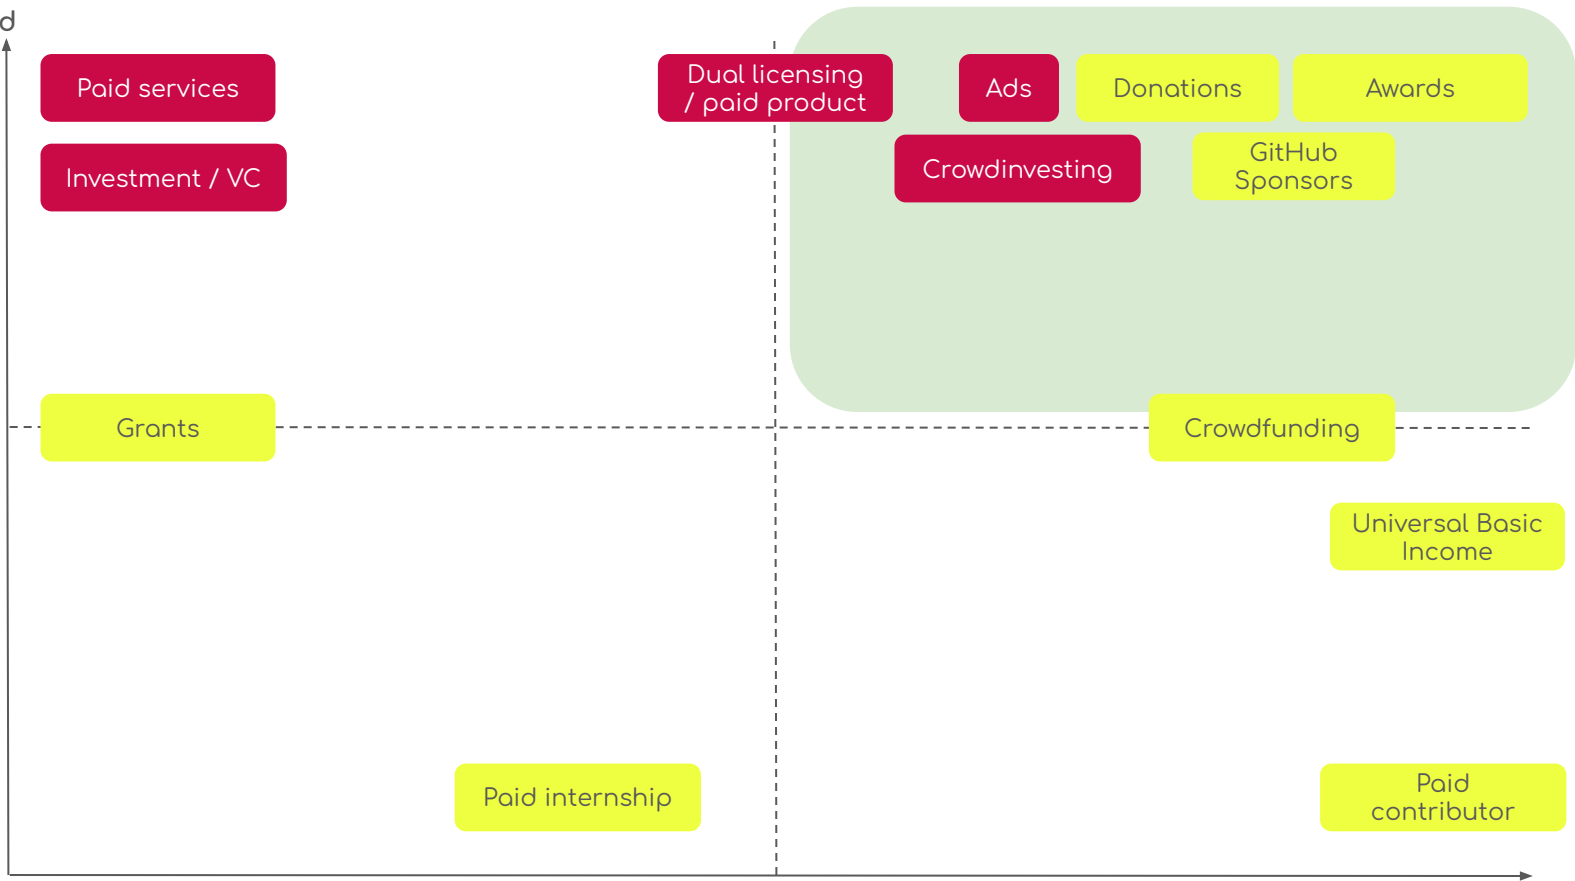 d
Paid services
Dual licensing
/ paid product
Ads
Donations
Awards
Investment / VC
Crowdinvesting
GitHub
Sponsors
Grants
Crowdfunding
Universal Basic
Income
Paid internship
Paid
contributor